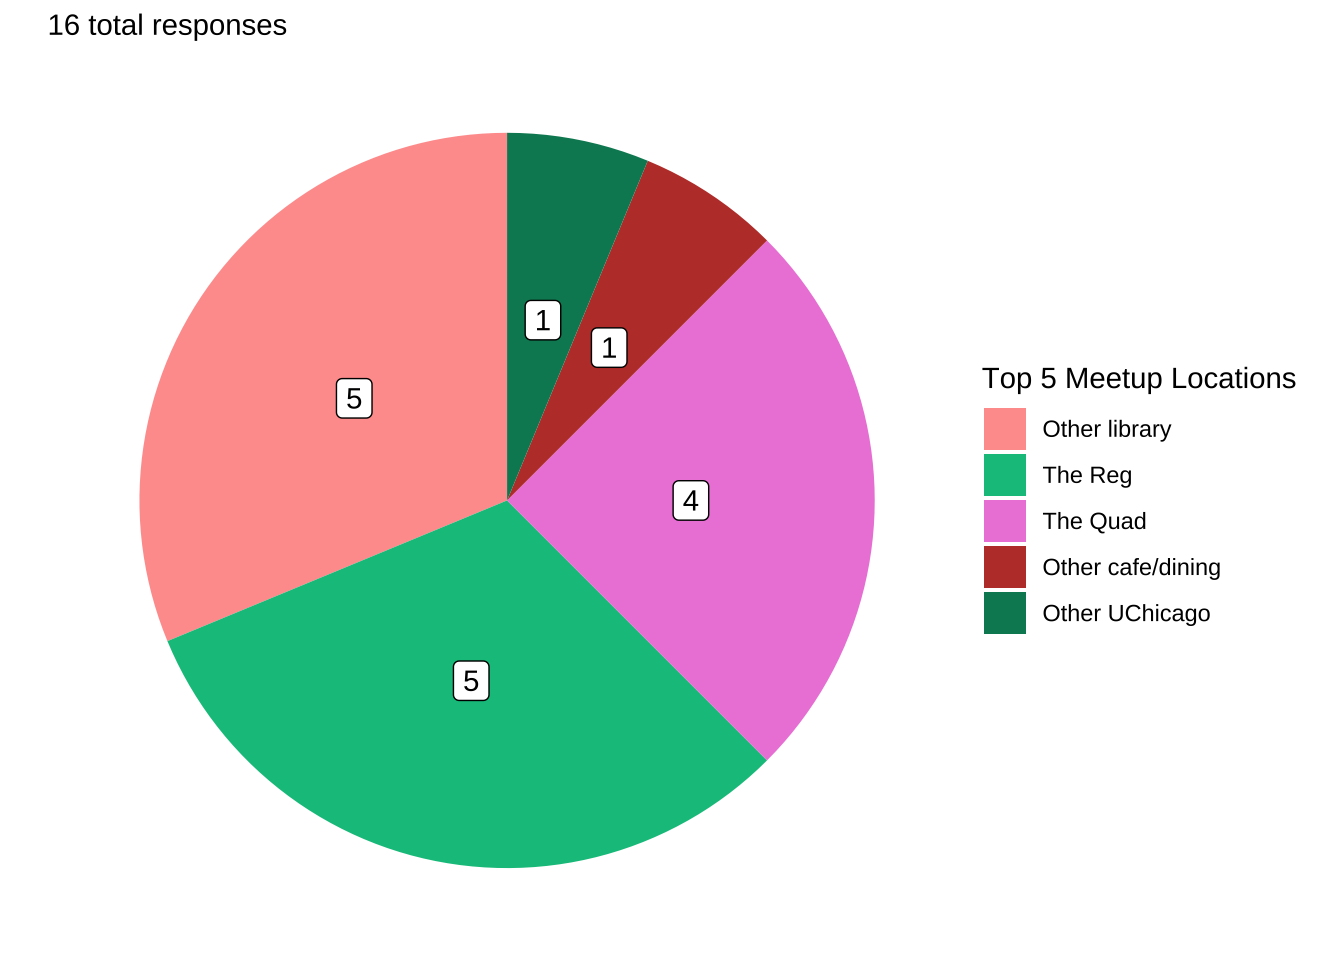 16 total responses
1
1
5
4
5
Top 5 Meetup Locations
Other library
The Reg
The Quad
Other cafe/dining
Other UChicago